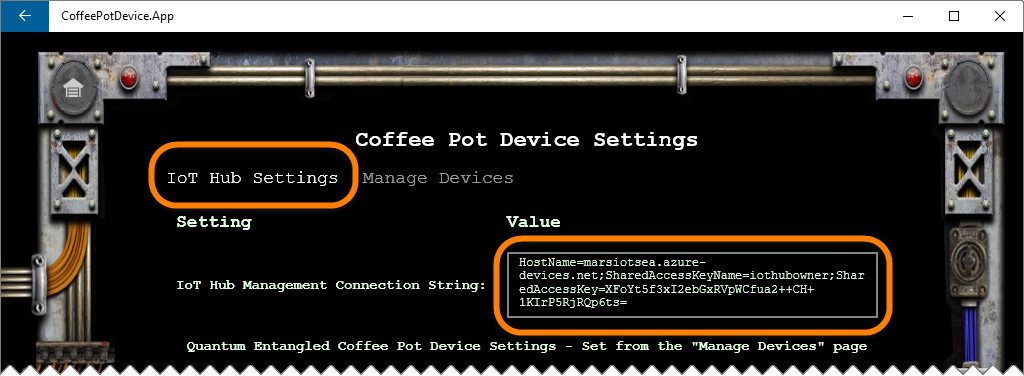 CoffeePotDevice.App
Coffee Pot Device Settings
IoT Hub Settings Manage Devices
Setting Value
HostName=marsiotsea.azure-
devices.net;SharedAccessKeyName=iothubowner;Shar
edAccessKey=XFoYt5f3xI2ebGxRVpWCfua2++CH+
1KIrP5RjRQp6ts=
IoT Hub Management Connection String:
Quantum Entangled Coffee Pot Device Settings - Set from the "Manage Devices" page